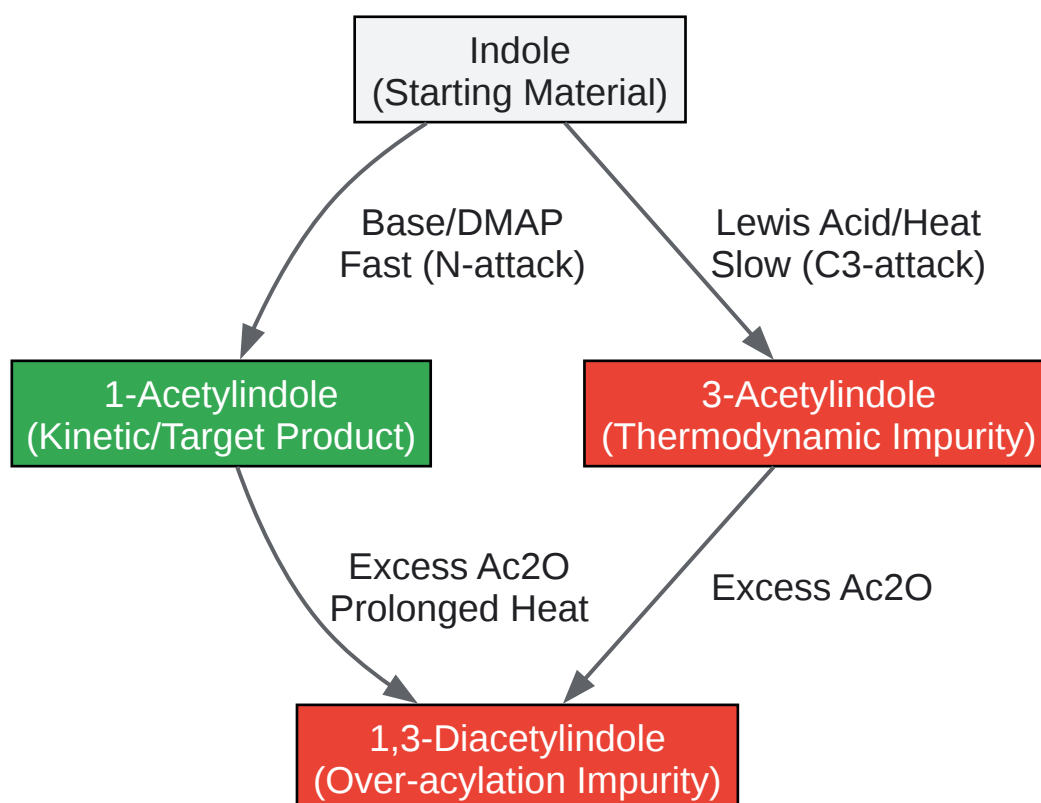 Indole
(Starting Material)
Base/DMAP
Fast (N-attack)
Lewis Acid/Heat
Slow (C3-attack)
1-Acetylindole
(Kinetic/Target Product)
3-Acetylindole
(Thermodynamic Impurity)
Excess Ac2O
Prolonged Heat
Excess Ac2O
1,3-Diacetylindole
(Over-acylation Impurity)